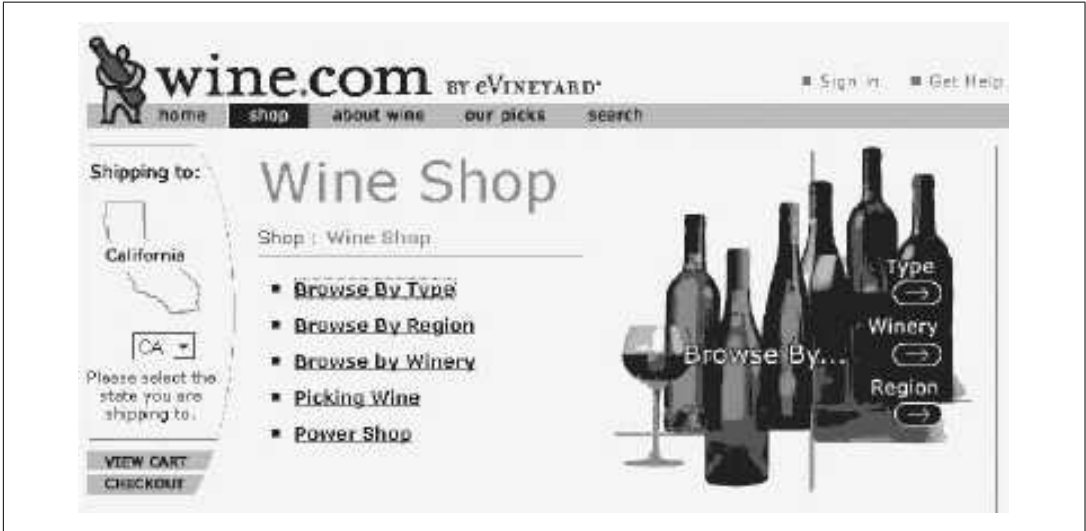 wine.com BY eVINEYARD
Sign In Get Help
home shop about wine our picks search
Shipping to:
California
CA
Please select the
state you are
shipping to.
VIEW CART
CHECKOUT
Wine Shop
Shop : Wine Shop
Browse By Type
Browse By Region
Browse by Winery
Picking Wine
Power Shop
Browse By...
Type
Winery
Region